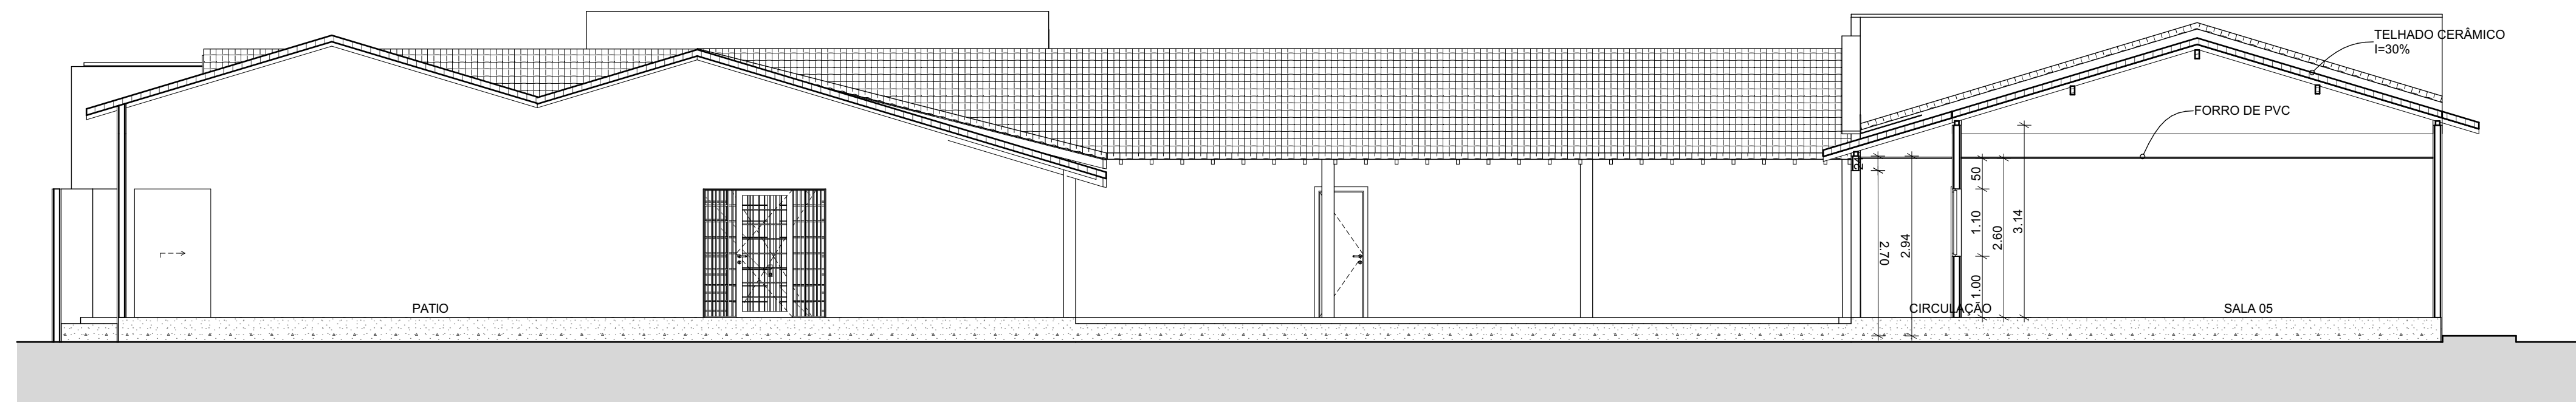 TELHADO CERÂMICO
I=30%
FORRO DE PVC
50
1.10
1.00
2.60
3.14
2.94
2.70
PATIO
CIRCULAÇÃO
SALA 05